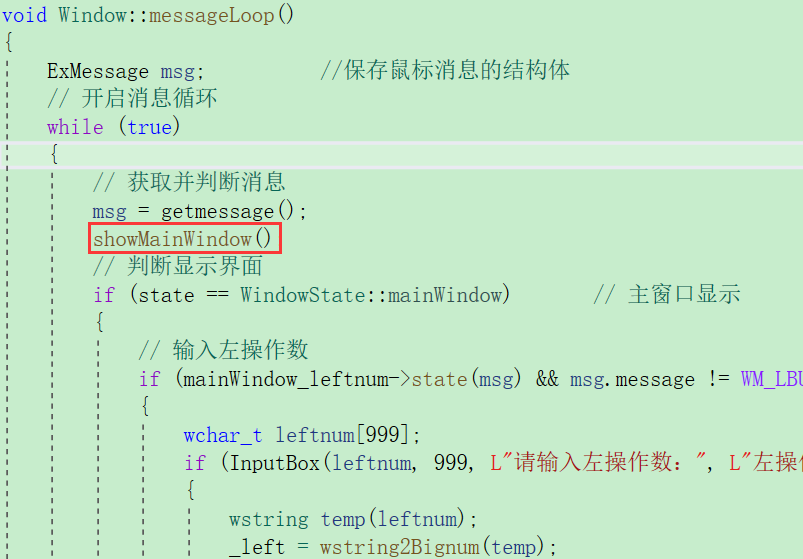 void Window::messageLoop()
{
ExMessage msg; //保存鼠标消息的结构体
// 开启消息循环
while (true)
{
// 获取并判断消息
msg = getmessage();
showMainWindow()
// 判断显示界面
if (state == WindowState::mainWindow) // 主窗口显示
{
// 输入左操作数
if (mainWindow_leftnum->state(msg) && msg.message != WM_LBU
{
wchar_t leftnum[999];
if (InputBox(leftnum, 999, L"请输入左操作数：", L"左操作
{
wstring temp(leftnum);
_left = wstring2Bignum(temp);